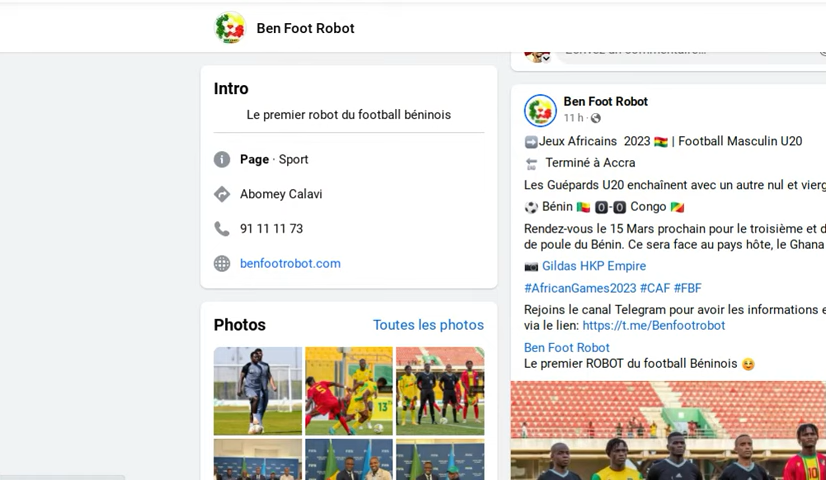 Ben Foot Robot
Intro
Le premier robot du football béninois
Page · Sport
Abomey Calavi
91 11 11 73
benfootrobot.com
Photos
Toutes les photos
Ben Foot Robot
11 h ·
➡️Jeux Africains 2023 🇬🇭 | Football Masculin U20
Terminé à Accra
Les Guépards U20 enchaînent avec un autre nul et vierg
⚽ Bénin 🇧🇯 0️⃣-0️⃣ Congo 🇨🇬
Rendez-vous le 15 Mars prochain pour le troisième et d
de poule du Bénin. Ce sera face au pays hôte, le Ghana
📷 Gildas HKP Empire
#AfricanGames2023 #CAF #FBF
Rejoins le canal Telegram pour avoir les informations e
via le lien: https://t.me/Benfootrobot
Ben Foot Robot
Le premier ROBOT du football Béninois 😊